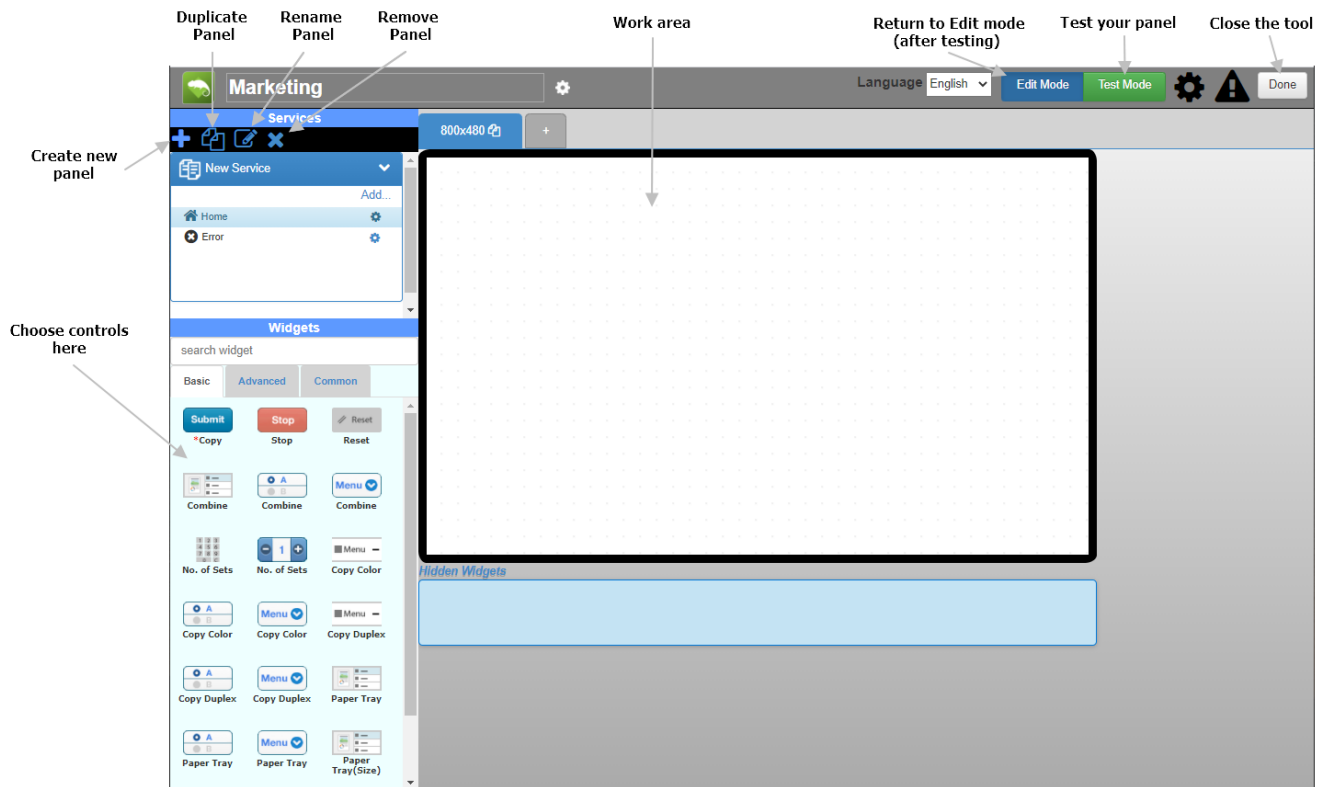 Duplicate
Panel
Rename
Panel
Remove
Panel
Work area
Return to Edit mode
(after testing)
Test your panel
Close the tool
Marketing
Language
English
Edit Mode
Test Mode
Done
Services
800x480
+
Create new
panel
New Service
Add...
Home
Error
Choose controls
here
Widgets
search widget
Basic
Advanced
Common
Submit
Stop
Reset
*Copy
Stop
Reset
A
B
Menu
Combine
Combine
Combine
1
Menu
No. of Sets
No. of Sets
Copy Color
Hidden Widgets
A
B
Menu
Menu
Copy Color
Copy Color
Copy Duplex
A
B
Menu
Copy Duplex
Copy Duplex
Paper Tray
A
B
Menu
Paper Tray
Paper Tray
Paper
Tray(Size)